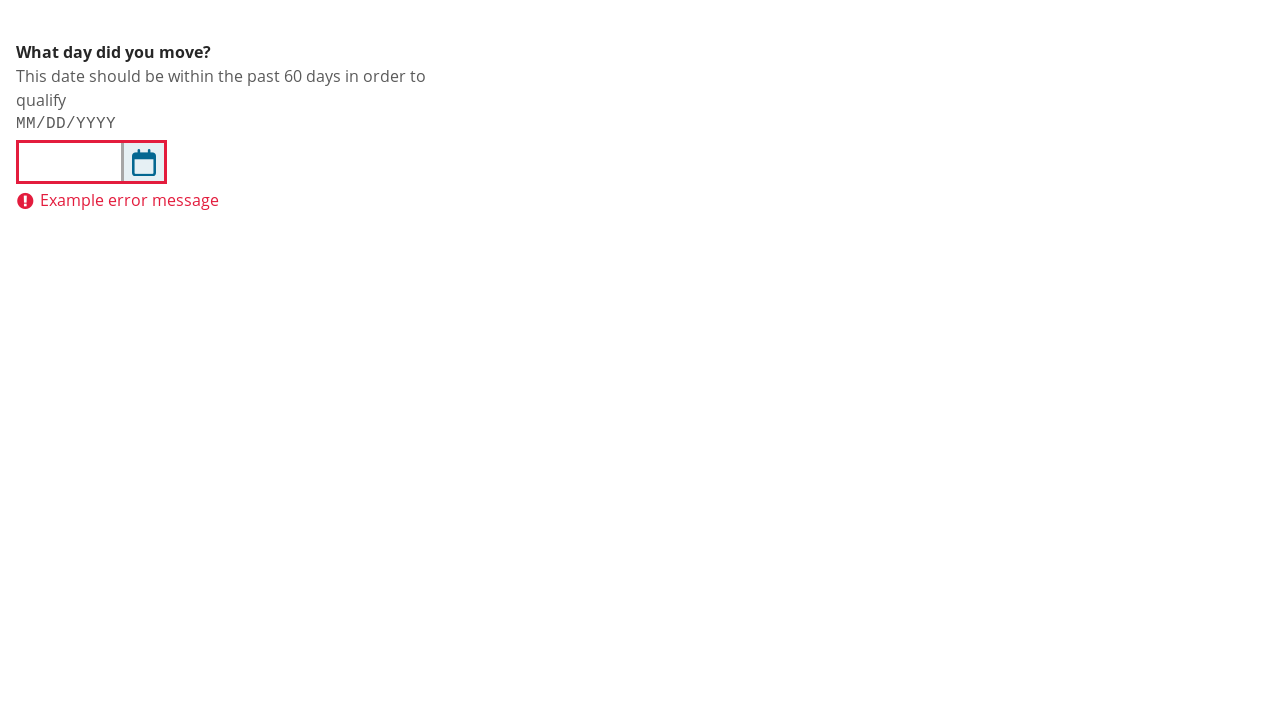 What day did you move?
This date should be within the past 60 days in order to
qualify
MM/DD/YYYY
Example error message